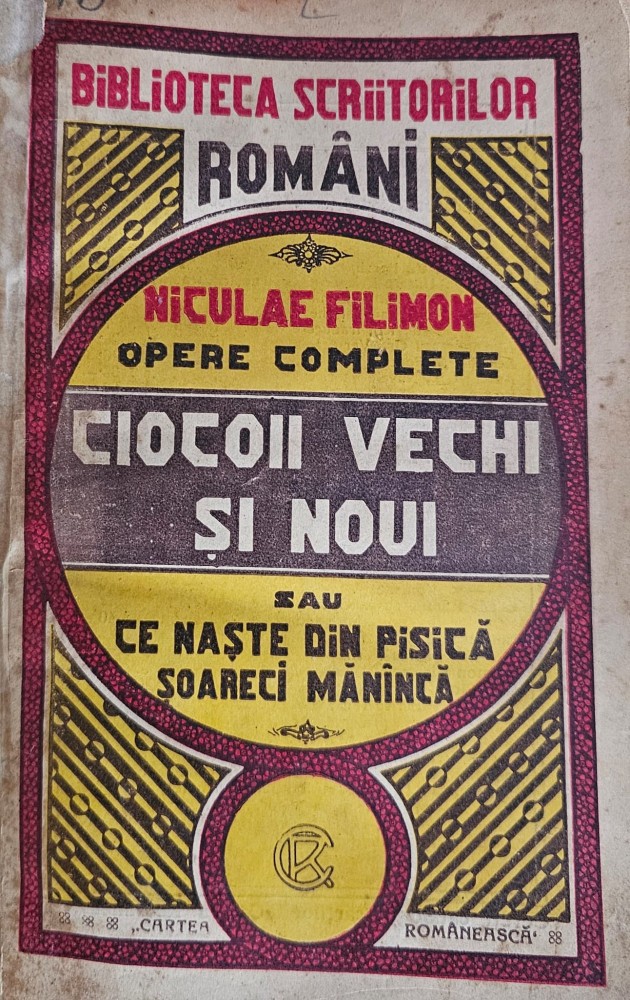 BiBLiOTECA SCRiiTORiLOR
ROMÂNi
NiCULAE FiLiMON
OPERE COMPLETE
CIOCOII VECHI
ȘI NOUI
SAU
CE NAȘTE DiN PiSiCĂ
ȘOARECi MĂNÎNCĂ
CR
„CARTEA ROMÂNEASCĂ“